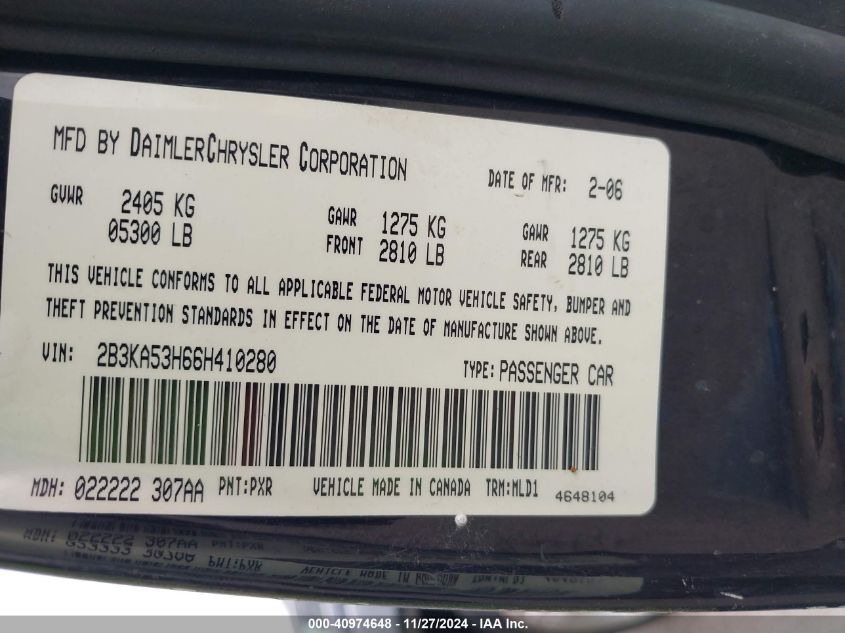 MFD BY DAIMLERCHRYSLER CORPORATION
DATE OF MFR: 2-06
GVWR 2405 KG
05300 LB
GAWR FRONT 1275 KG
2810 LB
GAWR REAR 1275 KG
2810 LB
THIS VEHICLE CONFORMS TO ALL APPLICABLE FEDERAL MOTOR VEHICLE SAFETY, BUMPER AND
THEFT PREVENTION STANDARDS IN EFFECT ON THE DATE OF MANUFACTURE SHOWN ABOVE.
VIN: 2B3KA53H66H410280 TYPE: PASSENGER CAR
MDH: 022222 307AA PNT:PXR VEHICLE MADE IN CANADA TRM:MLD1 4648104
000-40974648 - 11/27/2024 - IAA Inc.